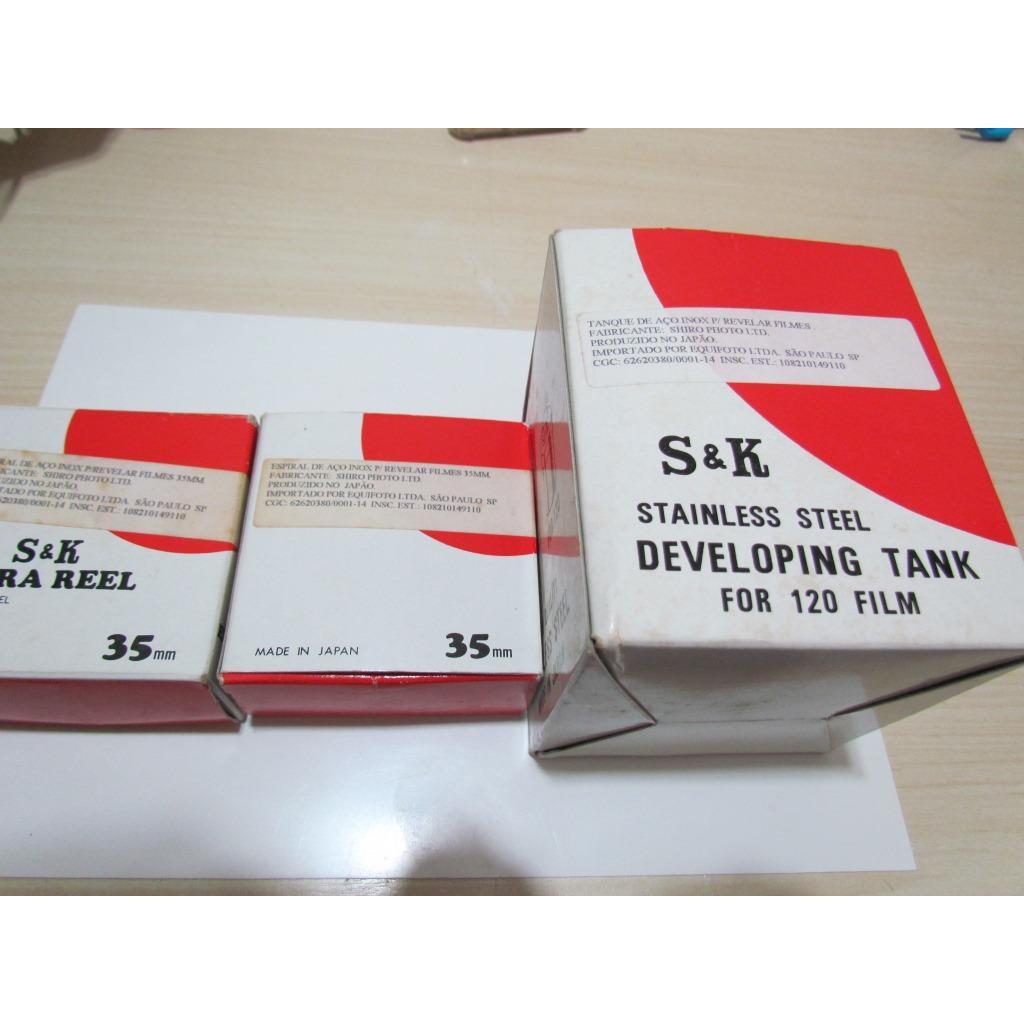 RAL DE AÇO INOX P/REVELAR FILMES 35MM.
ICANTE: SHIRO PHOTO LTD.
UZIDO NO JAPÃO.
TADO POR EQUIFOTO LTDA. SÃO PAULO SP
62620380/0001-14 INSC. EST.: 108210149110
S&K
RA REEL
EL
35mm
ESPIRAL DE AÇO INOX P/ REVELAR FILMES 35MM.
FABRICANTE: SHIRO PHOTO LTD.
PRODUZIDO NO JAPÃO.
IMPORTADO POR EQUIFOTO LTDA. SÃO PAULO SP
CGC: 62620380/0001-14 INSC. EST.: 108210149110
MADE IN JAPAN
35mm
TANQUE DE AÇO INOX P/ REVELAR FILMES .
FABRICANTE: SHIRO PHOTO LTD.
PRODUZIDO NO JAPÃO.
IMPORTADO POR EQUIFOTO LTDA. SÃO PAULO SP
CGC: 62620380/0001-14 INSC. EST.: 108210149110
S&K
STAINLESS STEEL
DEVELOPING TANK
FOR 120 FILM